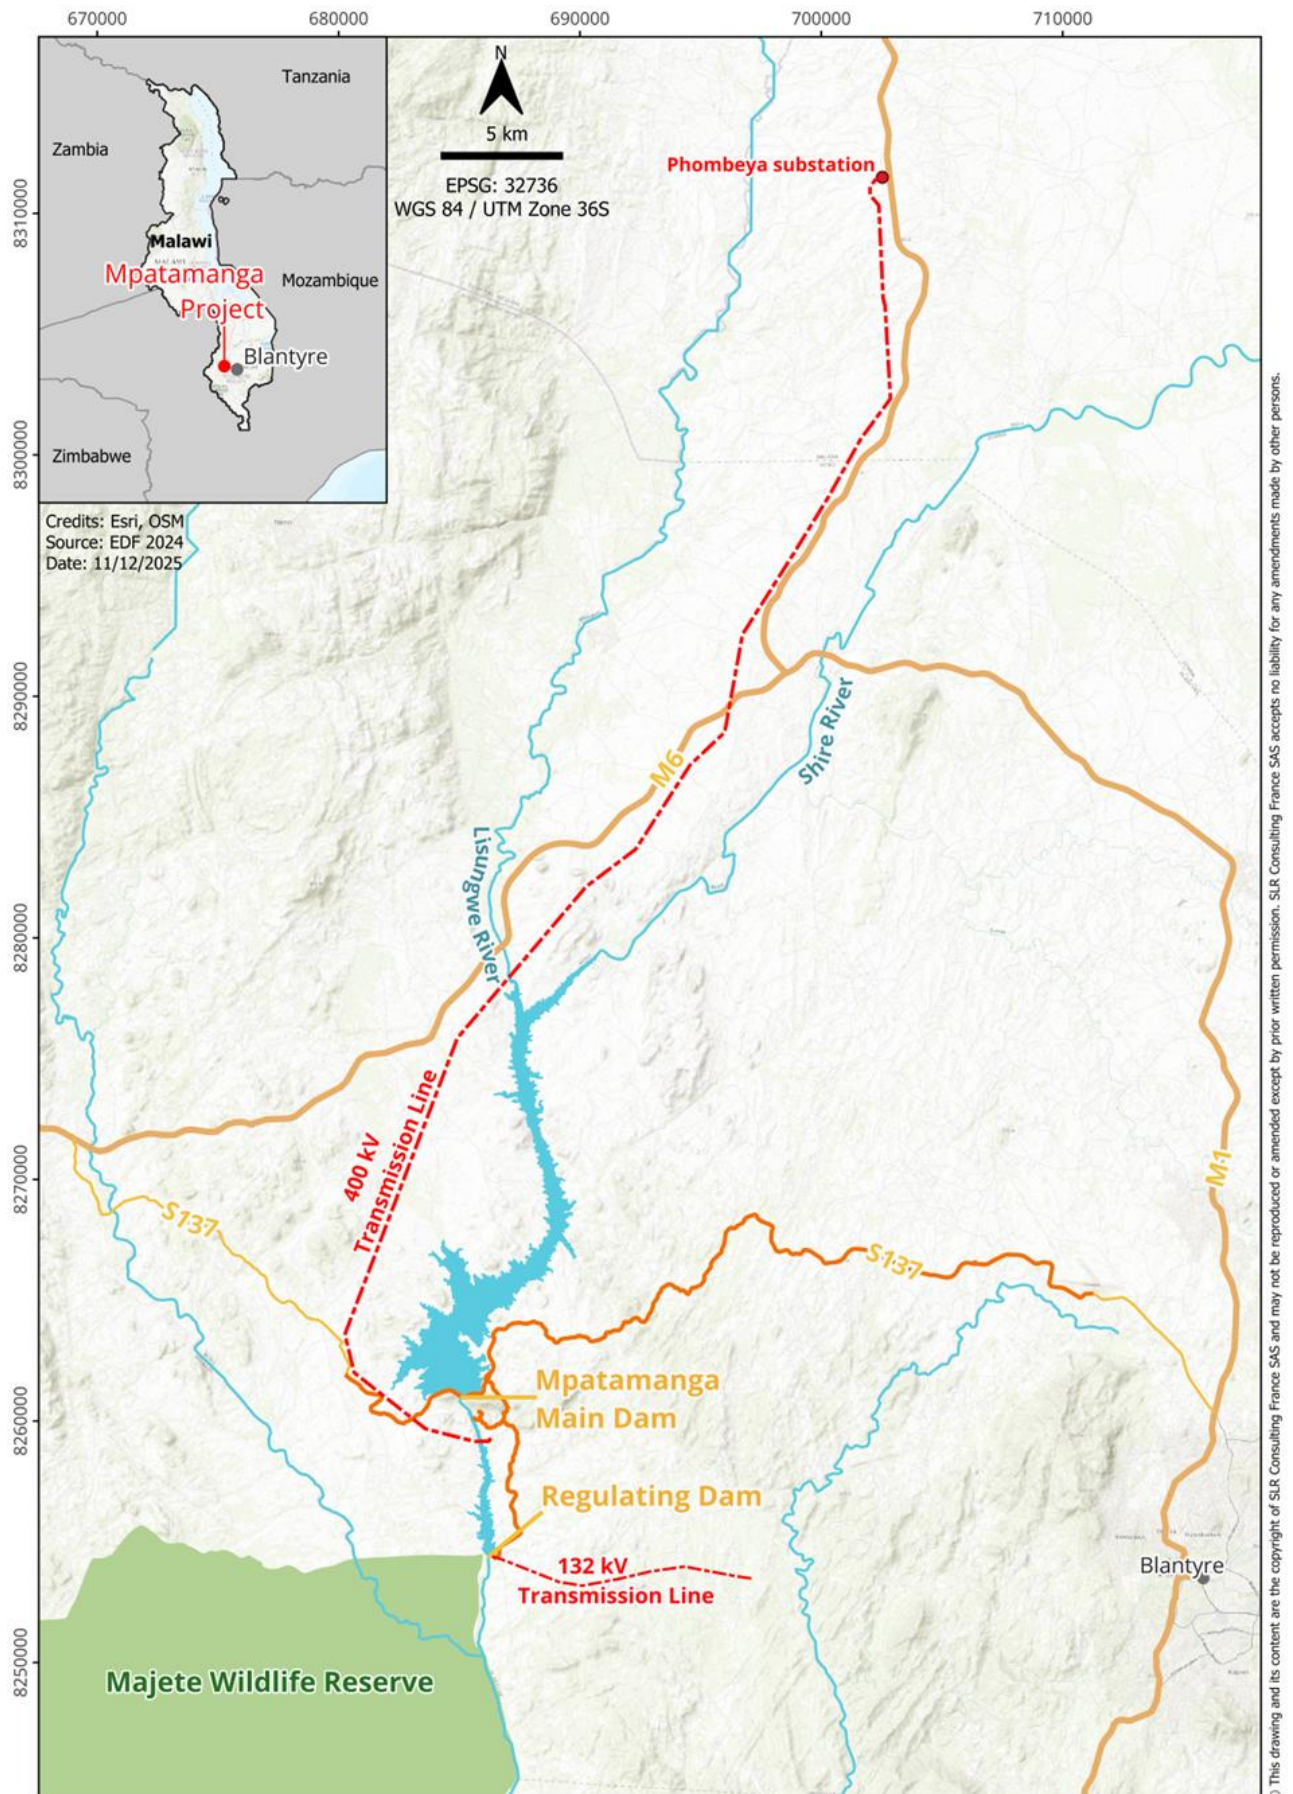 670000
680000
690000
700000
710000
Tanzania
Zambia
Malawi
Mpatamanga
Project
Mozambique
Blantyre
Zimbabwe
N
5 km
EPSG: 32736
WGS 84 / UTM Zone 36S
Credits: Esri, OSM
Source: EDF 2024
Date: 11/12/2025
Phombeya substation
8310000
8300000
8290000
8280000
8270000
8260000
8250000
Shire River
M6
Lisungwe River
400 kV
Transmission Line
S137
S137
M1
Mpatamanga
Main Dam
Regulating Dam
132 kV
Transmission Line
Blantyre
Majete Wildlife Reserve
This drawing and its content are the copyright of SLR Consulting France SAS and may not be reproduced or amended except by prior written permission. SLR Consulting France SAS accepts no liability for any amendments made by other persons.